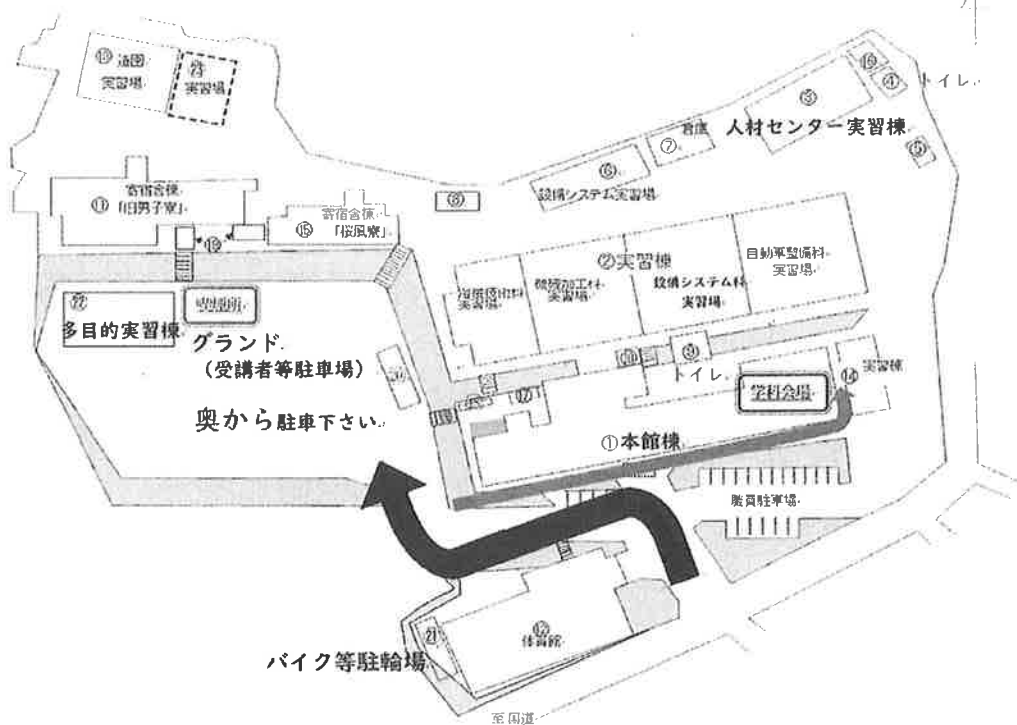 ⑱ 造園
実習場
㉓
実習場
⑯
④
トイレ
③
人材センター実習棟
倉庫
⑦
⑤
⑥
設備システム実習場
⑧
寄宿舎棟
⑪
「旧男子寮」
寄宿舎棟
⑮
「桜風寮」
⑲
②実習棟
自動車整備科
実習場
機械加工科
実習場
設備システム科
実習場
実習場
㉒
多目的実習棟
喫煙所
グランド
(受講者等駐車場)
⑳
奥から駐車下さい
⑩
⑨
トイレ
⑰
学科会場
⑭
実習棟
①本館棟
職員駐車場
㉑
⑫
体育館
バイク等駐輪場
至国道